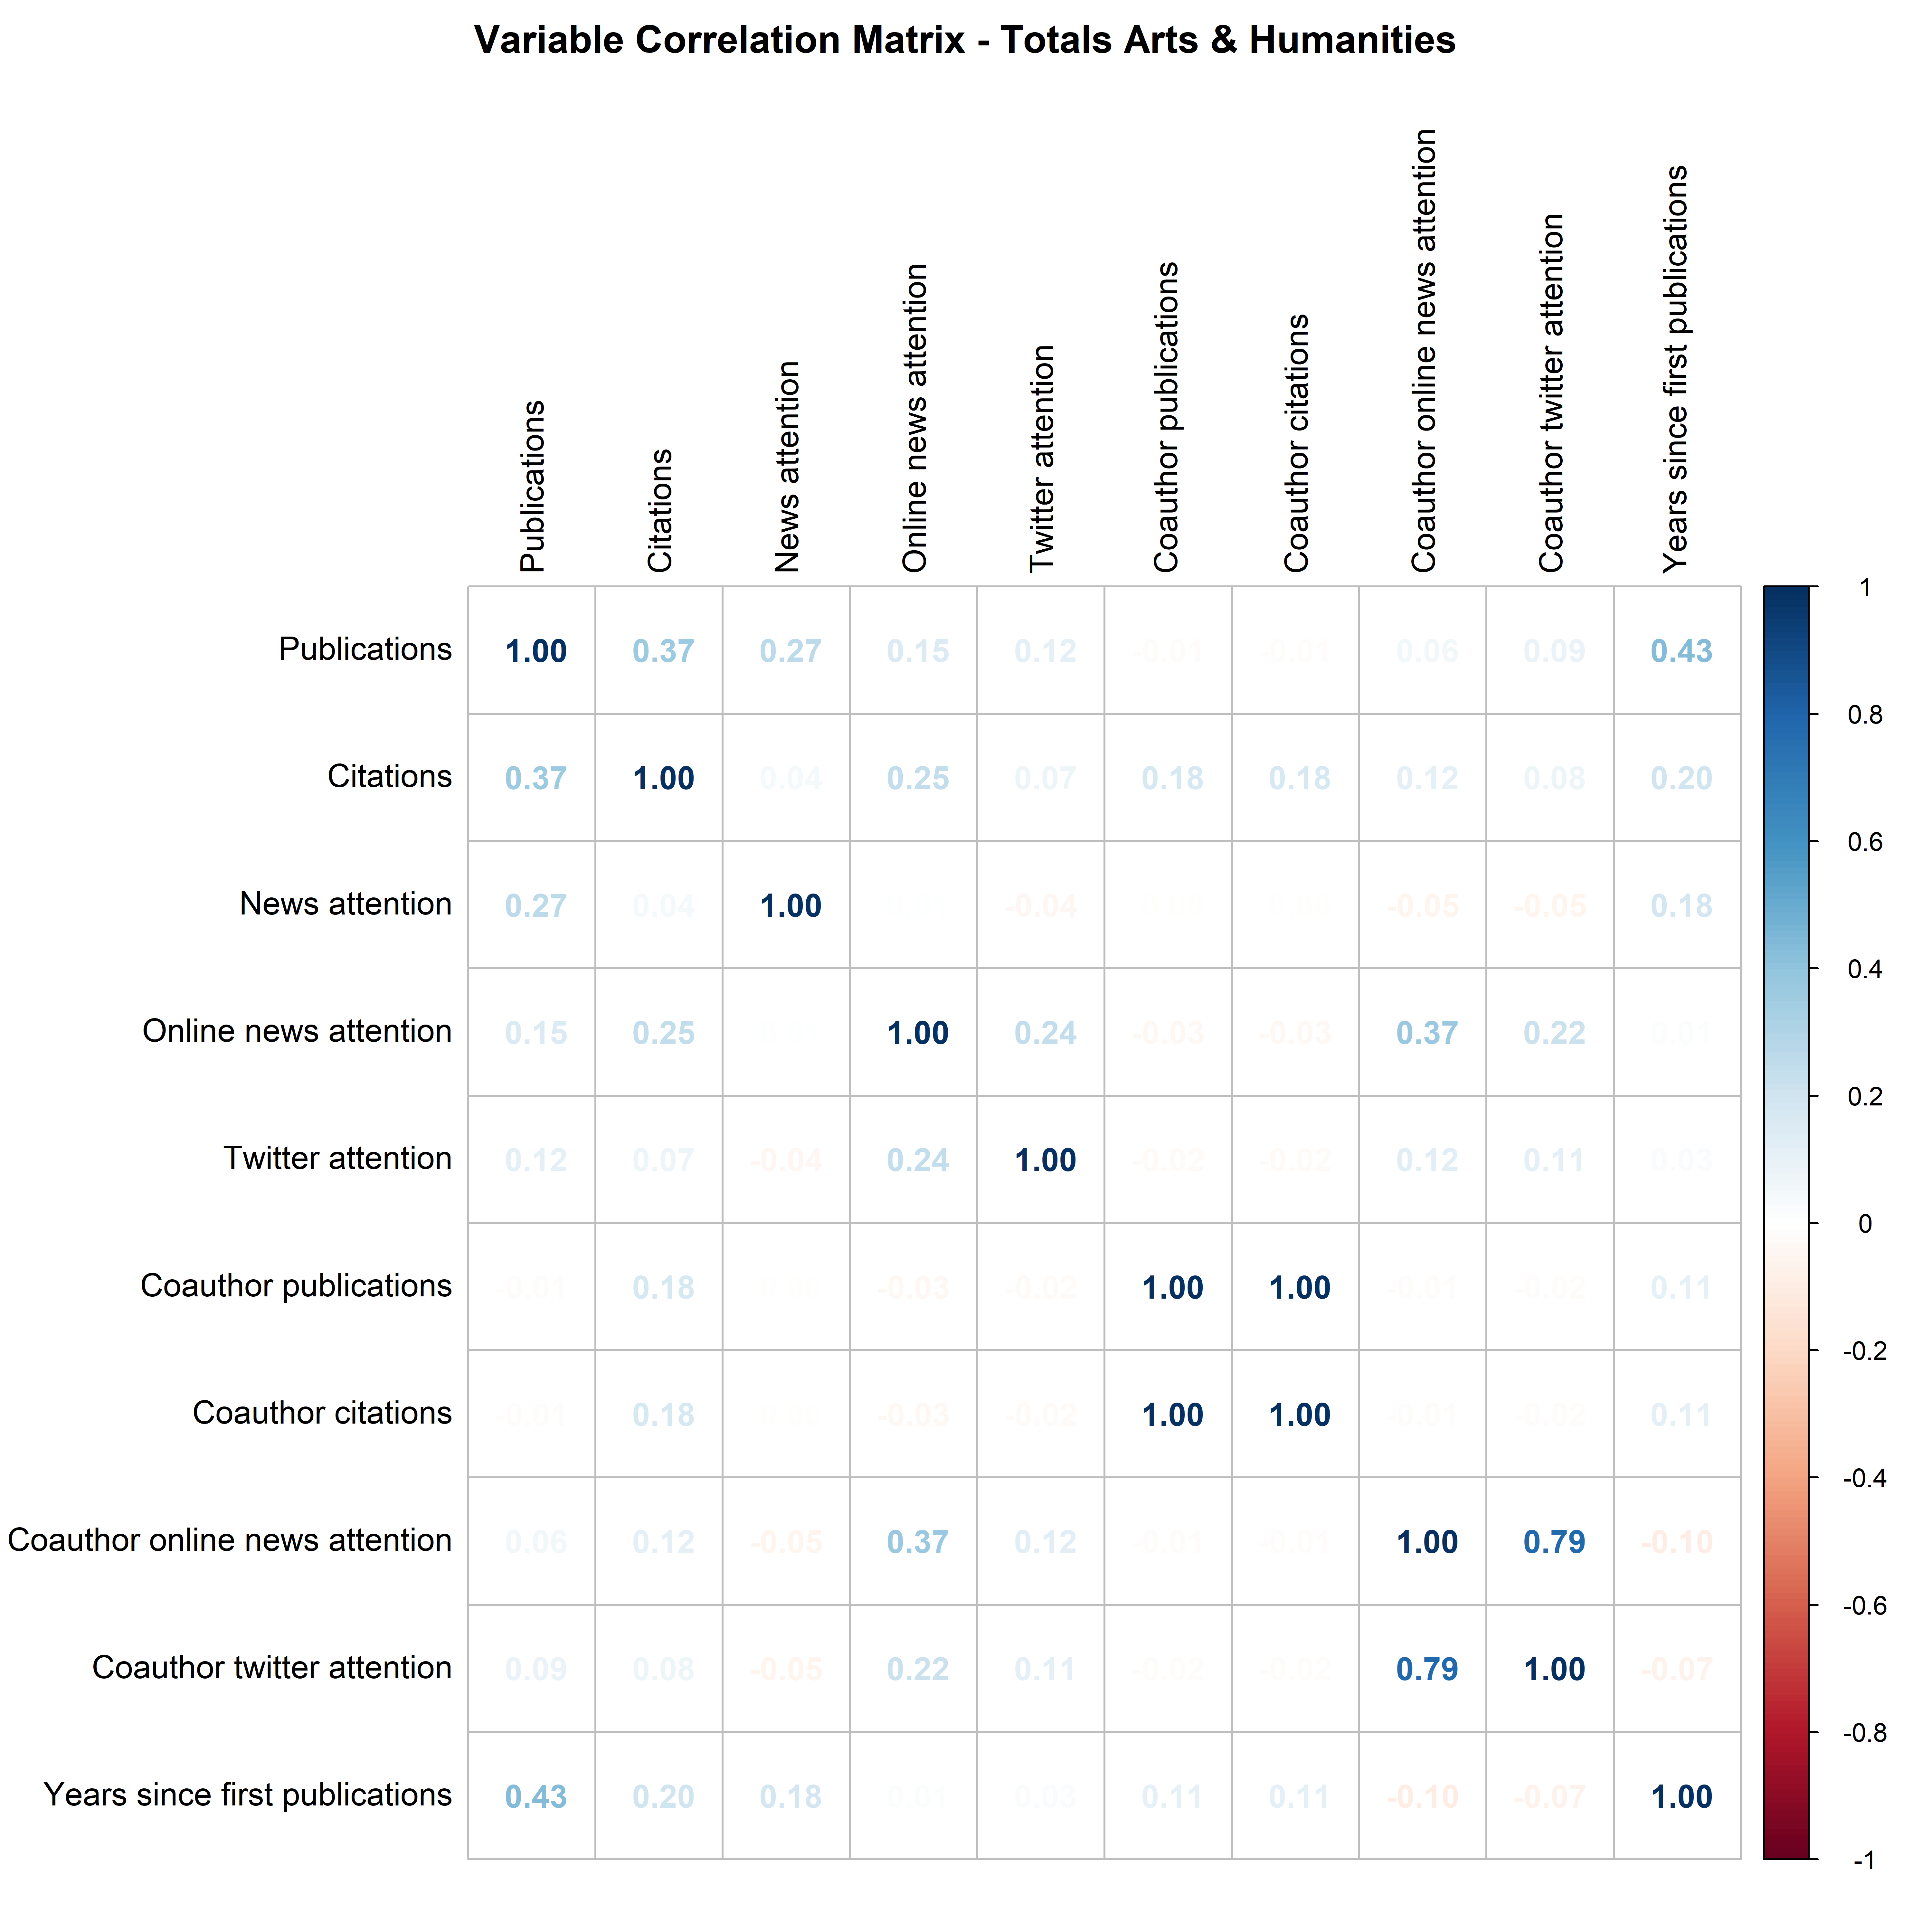 Variable Correlation Matrix - Totals Arts & Humanities
Publications
Citations
News attention
Online news attention
Twitter attention
Coauthor publications
Coauthor citations
Coauthor online news attention
Coauthor twitter attention
Years since first publications
Publications 1.00 0.37 0.27 0.15 0.12 -0.01 -0.01 0.06 0.09 0.43
Citations 0.37 1.00 0.04 0.25 0.07 0.18 0.18 0.12 0.08 0.20
News attention 0.27 0.04 1.00 -0.04 -0.05 -0.05 0.18
Online news attention 0.15 0.25 1.00 0.24 -0.03 -0.03 0.37 0.22 0.01
Twitter attention 0.12 0.07 -0.04 0.24 1.00 -0.02 -0.02 0.12 0.11 0.03
Coauthor publications -0.01 0.18 -0.03 -0.02 1.00 1.00 -0.01 -0.02 0.11
Coauthor citations -0.01 0.18 -0.03 -0.02 1.00 1.00 -0.01 -0.02 0.11
Coauthor online news attention 0.06 0.12 -0.05 0.37 0.12 -0.01 -0.01 1.00 0.79 -0.10
Coauthor twitter attention 0.09 0.08 -0.05 0.22 0.11 -0.02 -0.02 0.79 1.00 -0.07
Years since first publications 0.43 0.20 0.18 0.01 0.03 0.11 0.11 -0.10 -0.07 1.00
1
0.8
0.6
0.4
0.2
0
-0.2
-0.4
-0.6
-0.8
-1